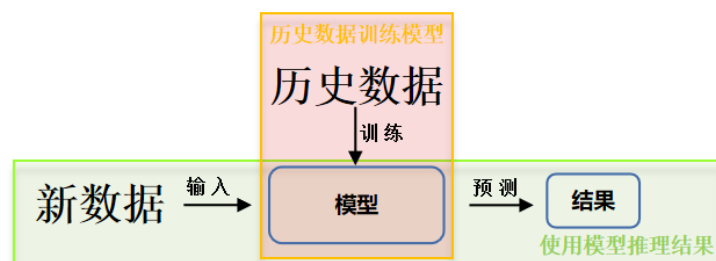 历史数据训练模型
历史数据
训练
新数据
输入
模型
预测
结果
使用模型推理结果